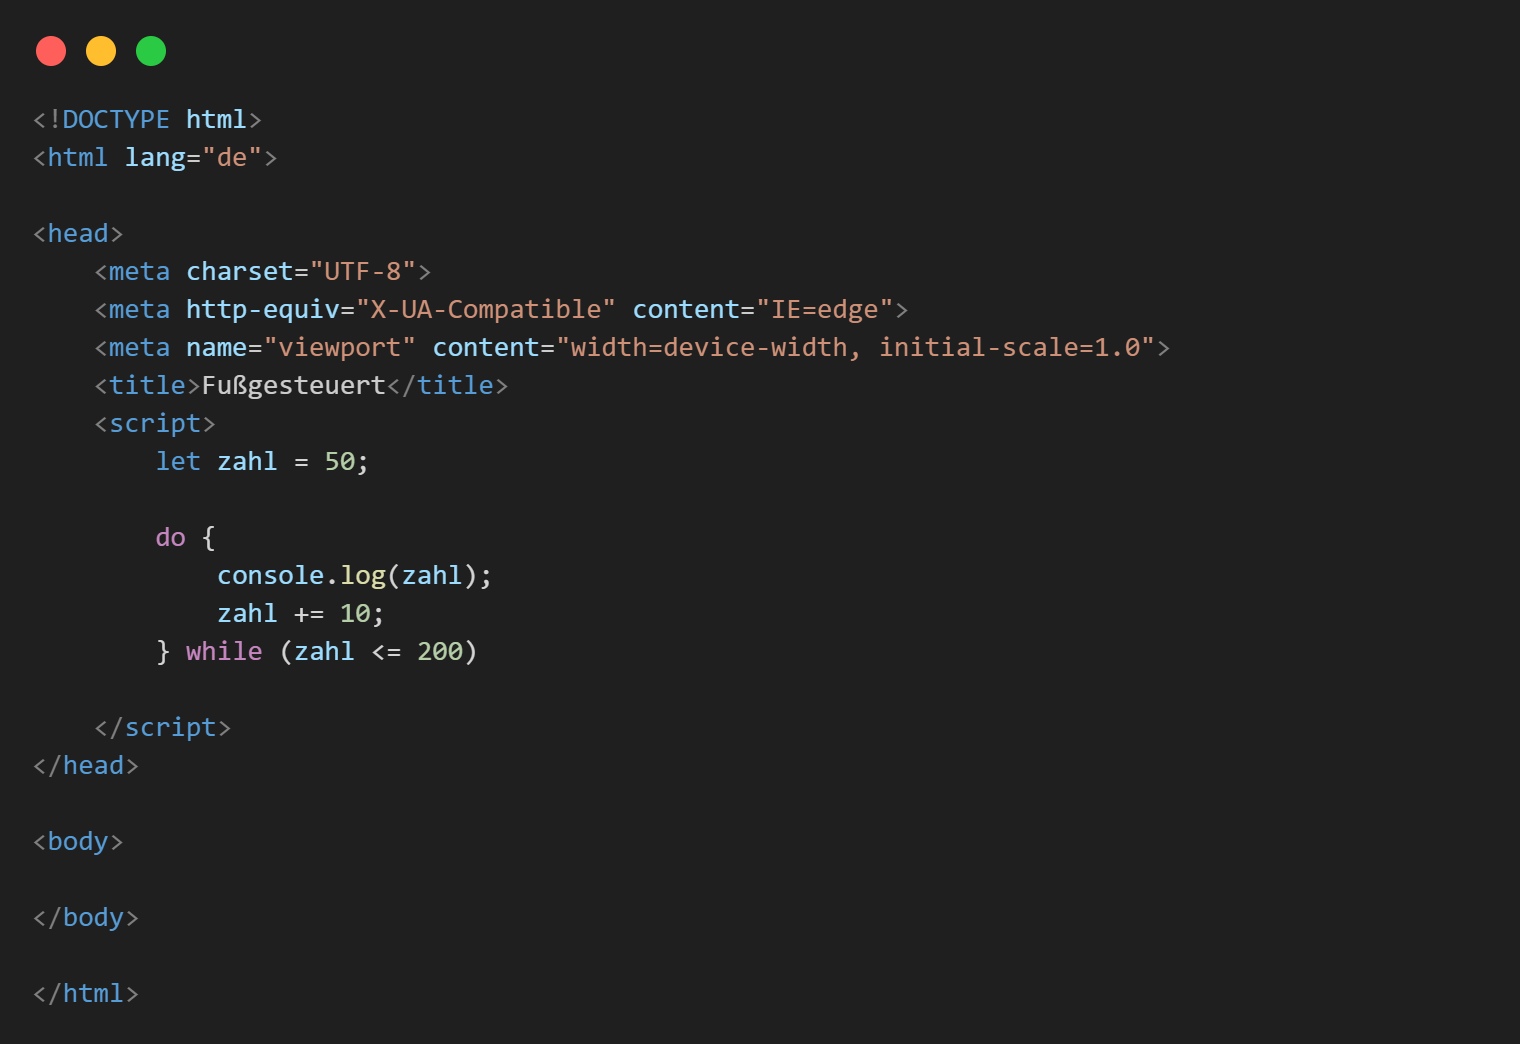 <!DOCTYPE html>
<html lang="de">

<head>
    <meta charset="UTF-8">
    <meta http-equiv="X-UA-Compatible" content="IE=edge">
    <meta name="viewport" content="width=device-width, initial-scale=1.0">
    <title>Fußgesteuert</title>
    <script>
        let zahl = 50;

        do {
            console.log(zahl);
            zahl += 10;
        } while (zahl <= 200)

    </script>
</head>

<body>

</body>

</html>